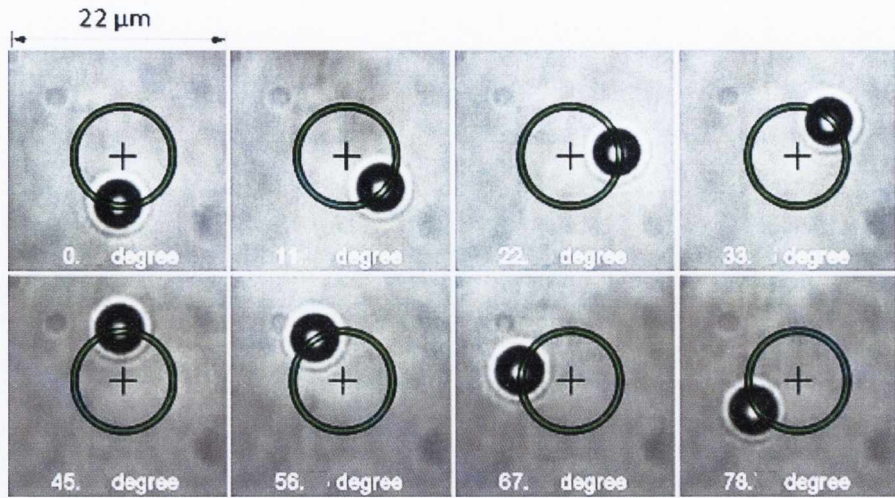 22 μm
0. degree
11. degree
22. degree
33. degree
45. degree
56. degree
67. degree
78. degree